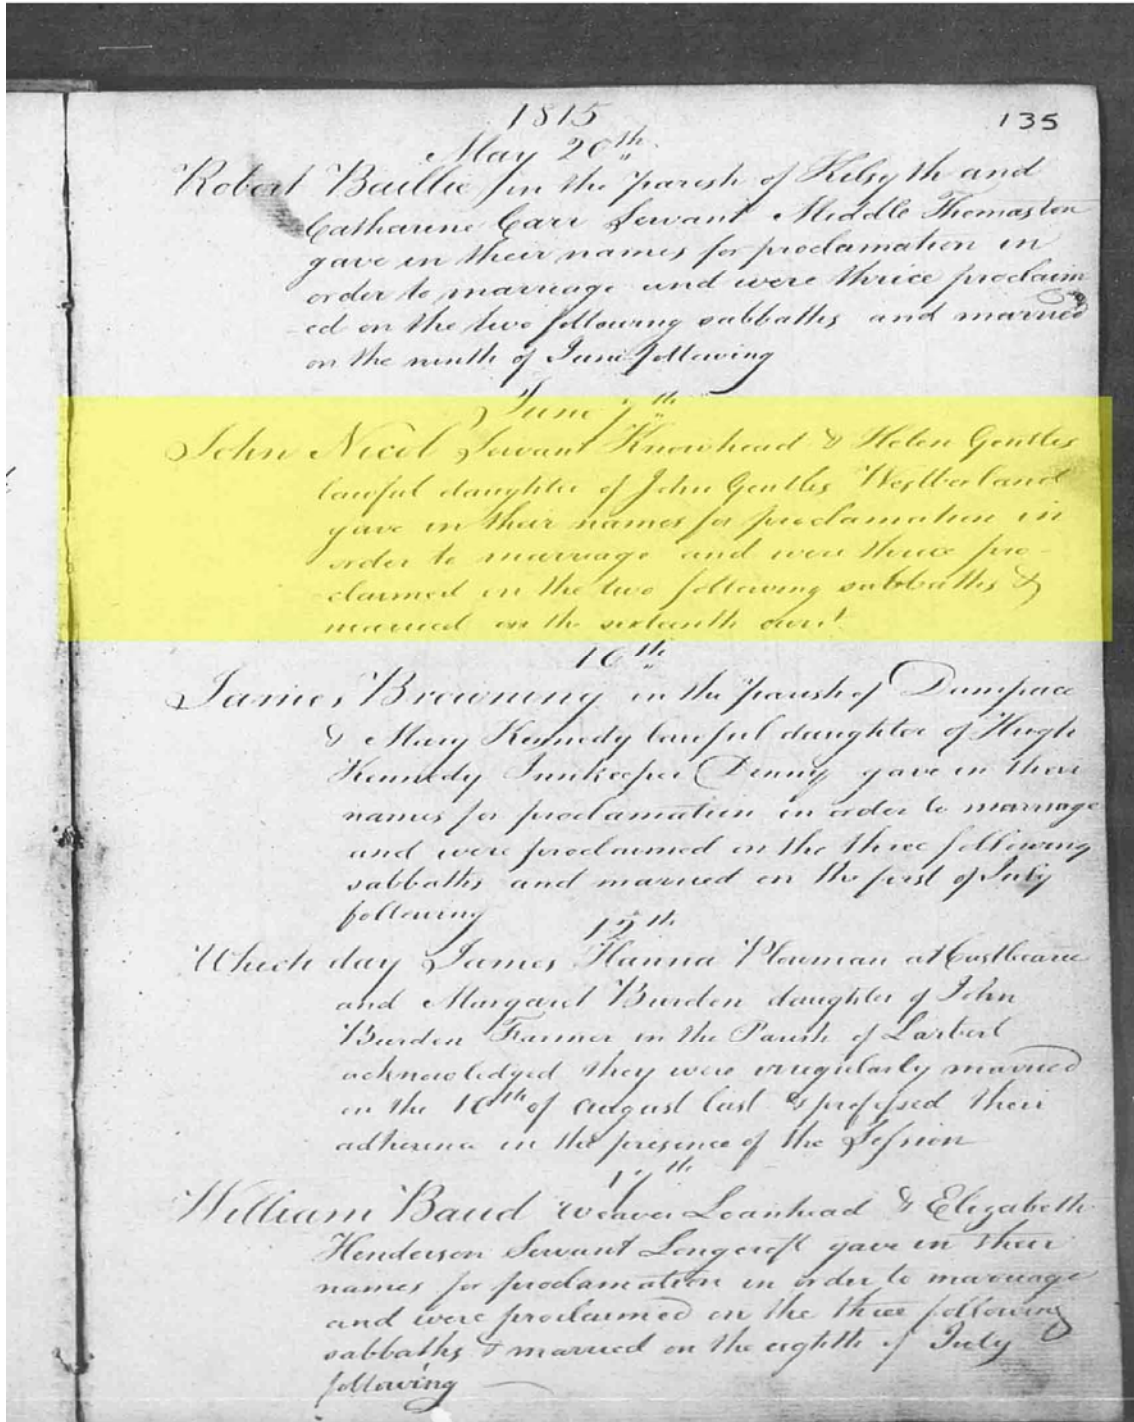 1815
135
May 20th
Robert Baillie in the parish of Kilsyth and
Catharine Carr Servant Middle Thomaston
gave in their names for proclamation in
order to marriage and were thrice proclaim
-ed on the two following sabbaths and married
on the ninth of June following
June 7th
John Nicol Servant Knowhead & Helen Gentles
lawful daughter of John Gentles Westborland
gave in their names for proclamation in
order to marriage and were thrice pro-
claimed on the two following sabbaths &
married on the sixteenth curt
16th
James Browning in the parish of Dunipace
& Mary Kennedy lawful daughter of Hugh
Kennedy Innkeeper Denny gave in their
names for proclamation in order to marriage
and were proclaimed on the three following
sabbaths and married on the first of July
following
17th
Which day James Hanna Plowman at
and Margaret Burden daughter of John
Burden Farmer in the Parish of Larbert
acknowledged they were irregularly married
on the 10th of August last & professed their
adherence in the presence of the Session
17th
William Baud weaver Loanhead & Elizabeth
Henderson Servant Longcroft gave in their
names for proclamation in order to marriage
and were proclaimed on the three following
sabbaths & married on the eighth of July
following